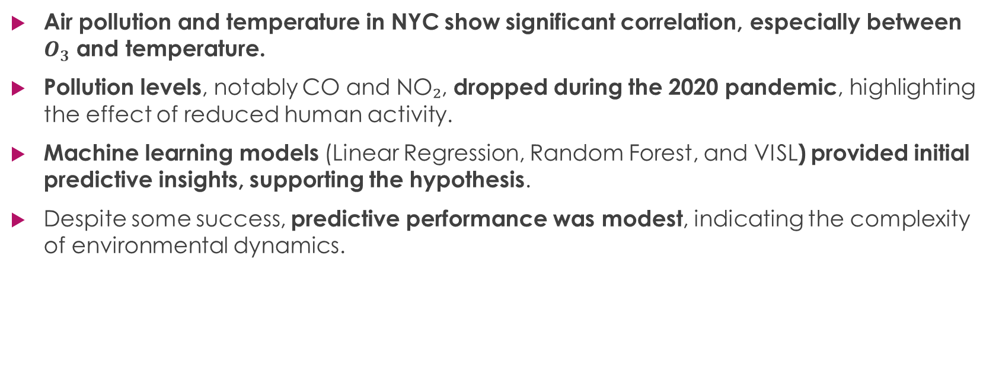 Air pollution and temperature in NYC show significant correlation, especially between
O₃ and temperature.
Pollution levels, notably CO and NO₂, dropped during the 2020 pandemic, highlighting
the effect of reduced human activity.
Machine learning models (Linear Regression, Random Forest, and VISL) provided initial
predictive insights, supporting the hypothesis.
Despite some success, predictive performance was modest, indicating the complexity
of environmental dynamics.